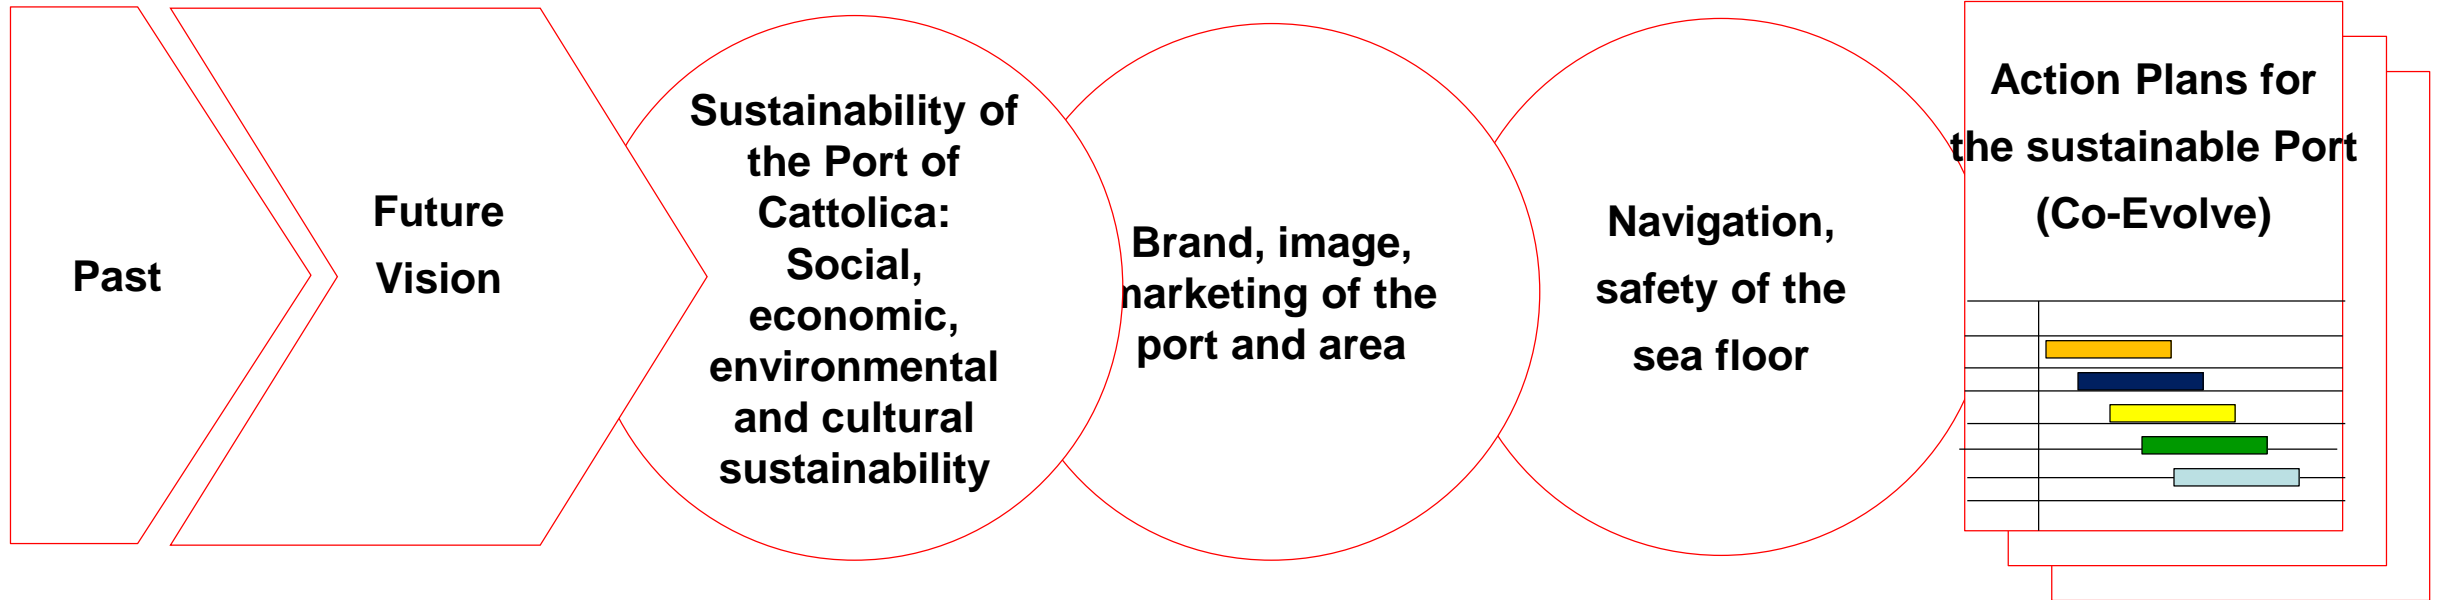 Past
Future
Vision
Sustainability of
the Port of
Cattolica:
Social,
economic,
environmental
and cultural
sustainability
Brand, image,
marketing of the
port and area
Navigation,
safety of the
sea floor
Action Plans for
the sustainable Port
(Co-Evolve)